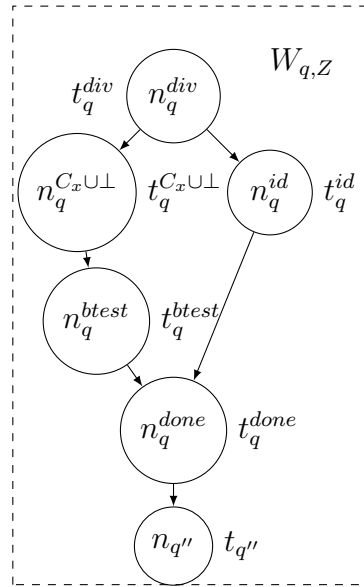 W_{q,Z}
t_q^{div} n_q^{div}
n_q^{C_x∪⊥} t_q^{C_x∪⊥} n_q^{id} t_q^{id}
n_q^{btest} t_q^{btest}
n_q^{done} t_q^{done}
n_{q''} t_{q''}